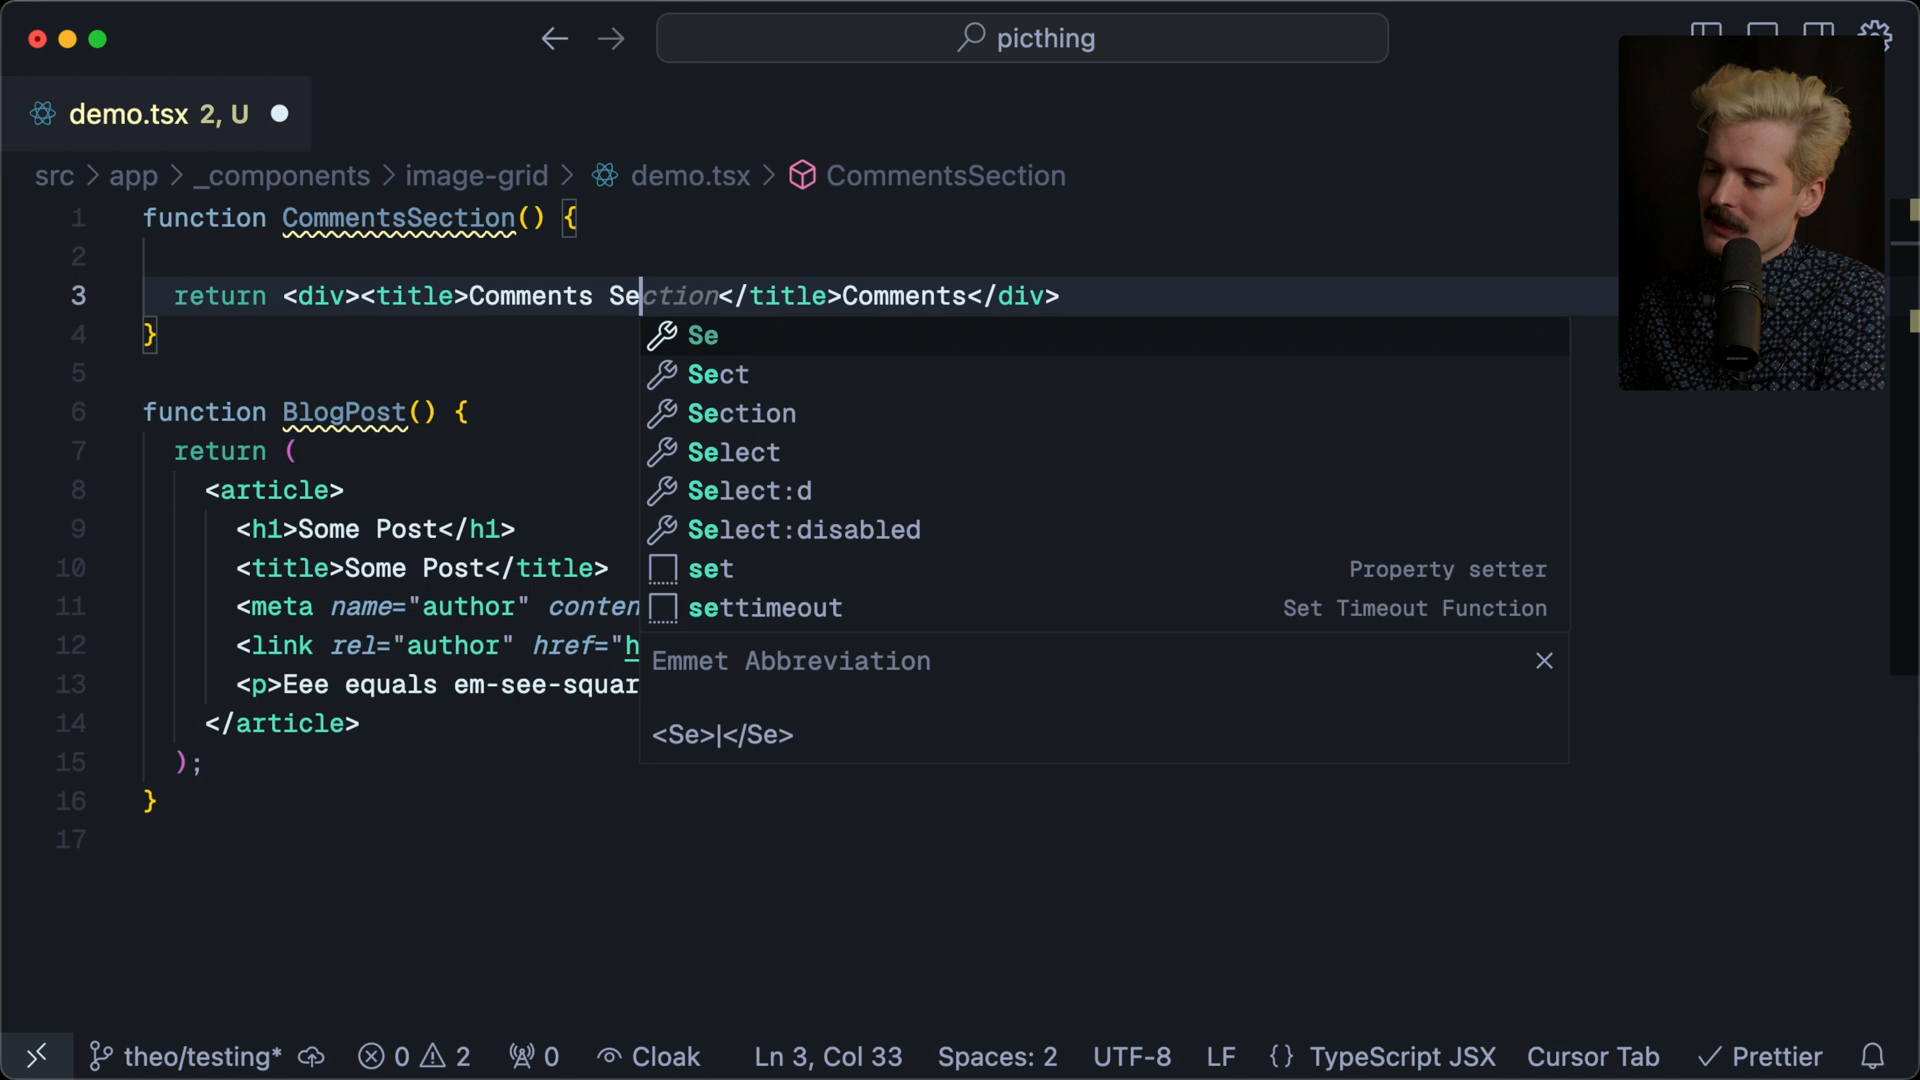 picthing
demo.tsx 2, U
src > app > _components > image-grid > demo.tsx > CommentsSection
1 function CommentsSection() {
2
3 return <div><title>Comments Section</title>Comments</div>
4 }
5
6 function BlogPost() {
7 return (
8 <article>
9 <h1>Some Post</h1>
10 <title>Some Post</title>
11 <meta name="author" conten
12 <link rel="author" href="h
13 <p>Eee equals em-see-squar
14 </article>
15 );
16 }
17
Se
Sect
Section
Select
Select:d
Select:disabled
set Property setter
settimeout Set Timeout Function
Emmet Abbreviation
<Se>|</Se>
theo/testing* 0 2 0 Cloak Ln 3, Col 33 Spaces: 2 UTF-8 LF {} TypeScript JSX Cursor Tab Prettier